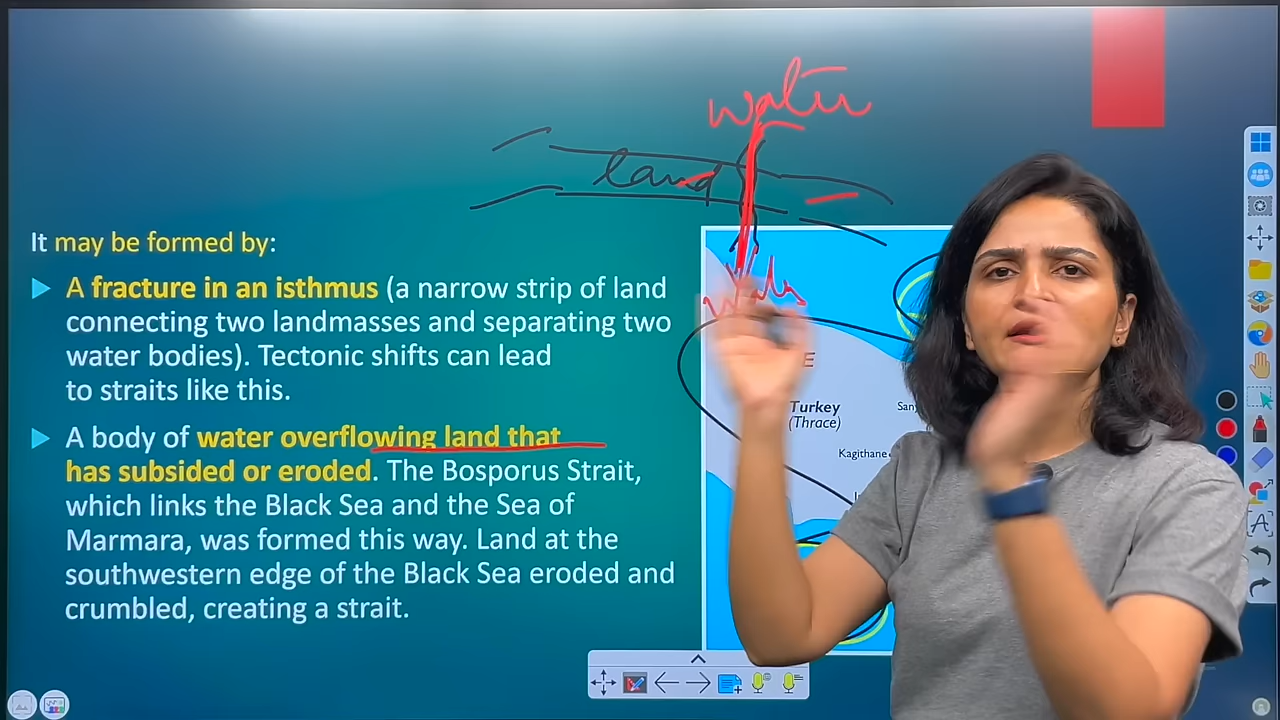 water
land
It may be formed by:
A fracture in an isthmus (a narrow strip of land
connecting two landmasses and separating two
water bodies). Tectonic shifts can lead
to straits like this.
A body of water overflowing land that
has subsided or eroded. The Bosporus Strait,
which links the Black Sea and the Sea of
Marmara, was formed this way. Land at the
southwestern edge of the Black Sea eroded and
crumbled, creating a strait.
Turkey
(Thrace)
Kagithane